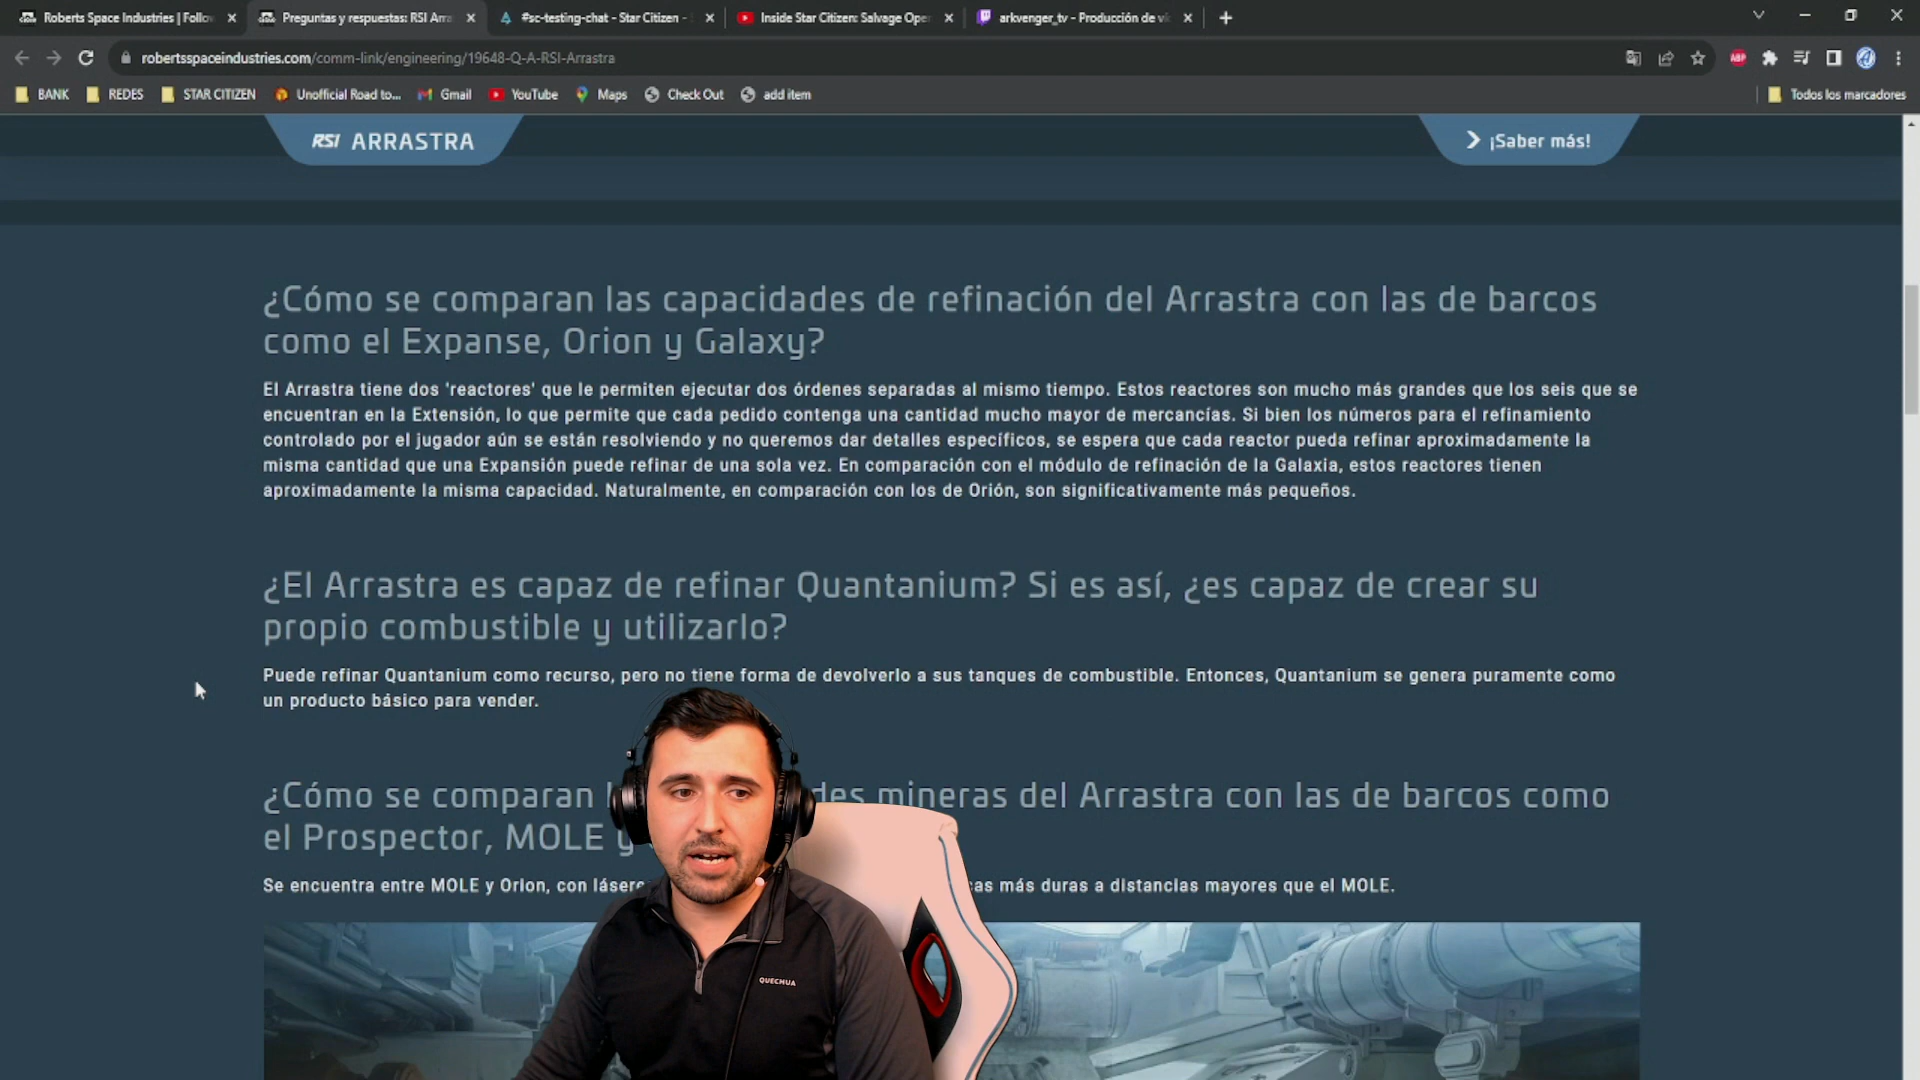 Roberts Space Industries | Follo
Preguntas y respuestas: RSI Arra
#sc-testing-chat - Star Citizen -
Inside Star Citizen: Salvage Oper
arkvenger_tv - Producción de vi
robertsspaceindustries.com/comm-link/engineering/19648-Q-A-RSI-Arrastra
ABP
BANK
REDES
STAR CITIZEN
Unofficial Road to...
Gmail
YouTube
Maps
Check Out
add item
Todos los marcadores
RSI ARRASTRA
¡Saber más!
¿Cómo se comparan las capacidades de refinación del Arrastra con las de barcos
como el Expanse, Orion y Galaxy?
El Arrastra tiene dos 'reactores' que le permiten ejecutar dos órdenes separadas al mismo tiempo. Estos reactores son mucho más grandes que los seis que se
encuentran en la Extensión, lo que permite que cada pedido contenga una cantidad mucho mayor de mercancías. Si bien los números para el refinamiento
controlado por el jugador aún se están resolviendo y no queremos dar detalles específicos, se espera que cada reactor pueda refinar aproximadamente la
misma cantidad que una Expansión puede refinar de una sola vez. En comparación con el módulo de refinación de la Galaxia, estos reactores tienen
aproximadamente la misma capacidad. Naturalmente, en comparación con los de Orión, son significativamente más pequeños.
¿El Arrastra es capaz de refinar Quantanium? Si es así, ¿es capaz de crear su
propio combustible y utilizarlo?
Puede refinar Quantanium como recurso, pero no tiene forma de devolverlo a sus tanques de combustible. Entonces, Quantanium se genera puramente como
un producto básico para vender.
¿Cómo se comparan des mineras del Arrastra con las de barcos como
el Prospector, MOLE y
Se encuentra entre MOLE y Orion, con láser cas más duras a distancias mayores que el MOLE.
QUECHUA